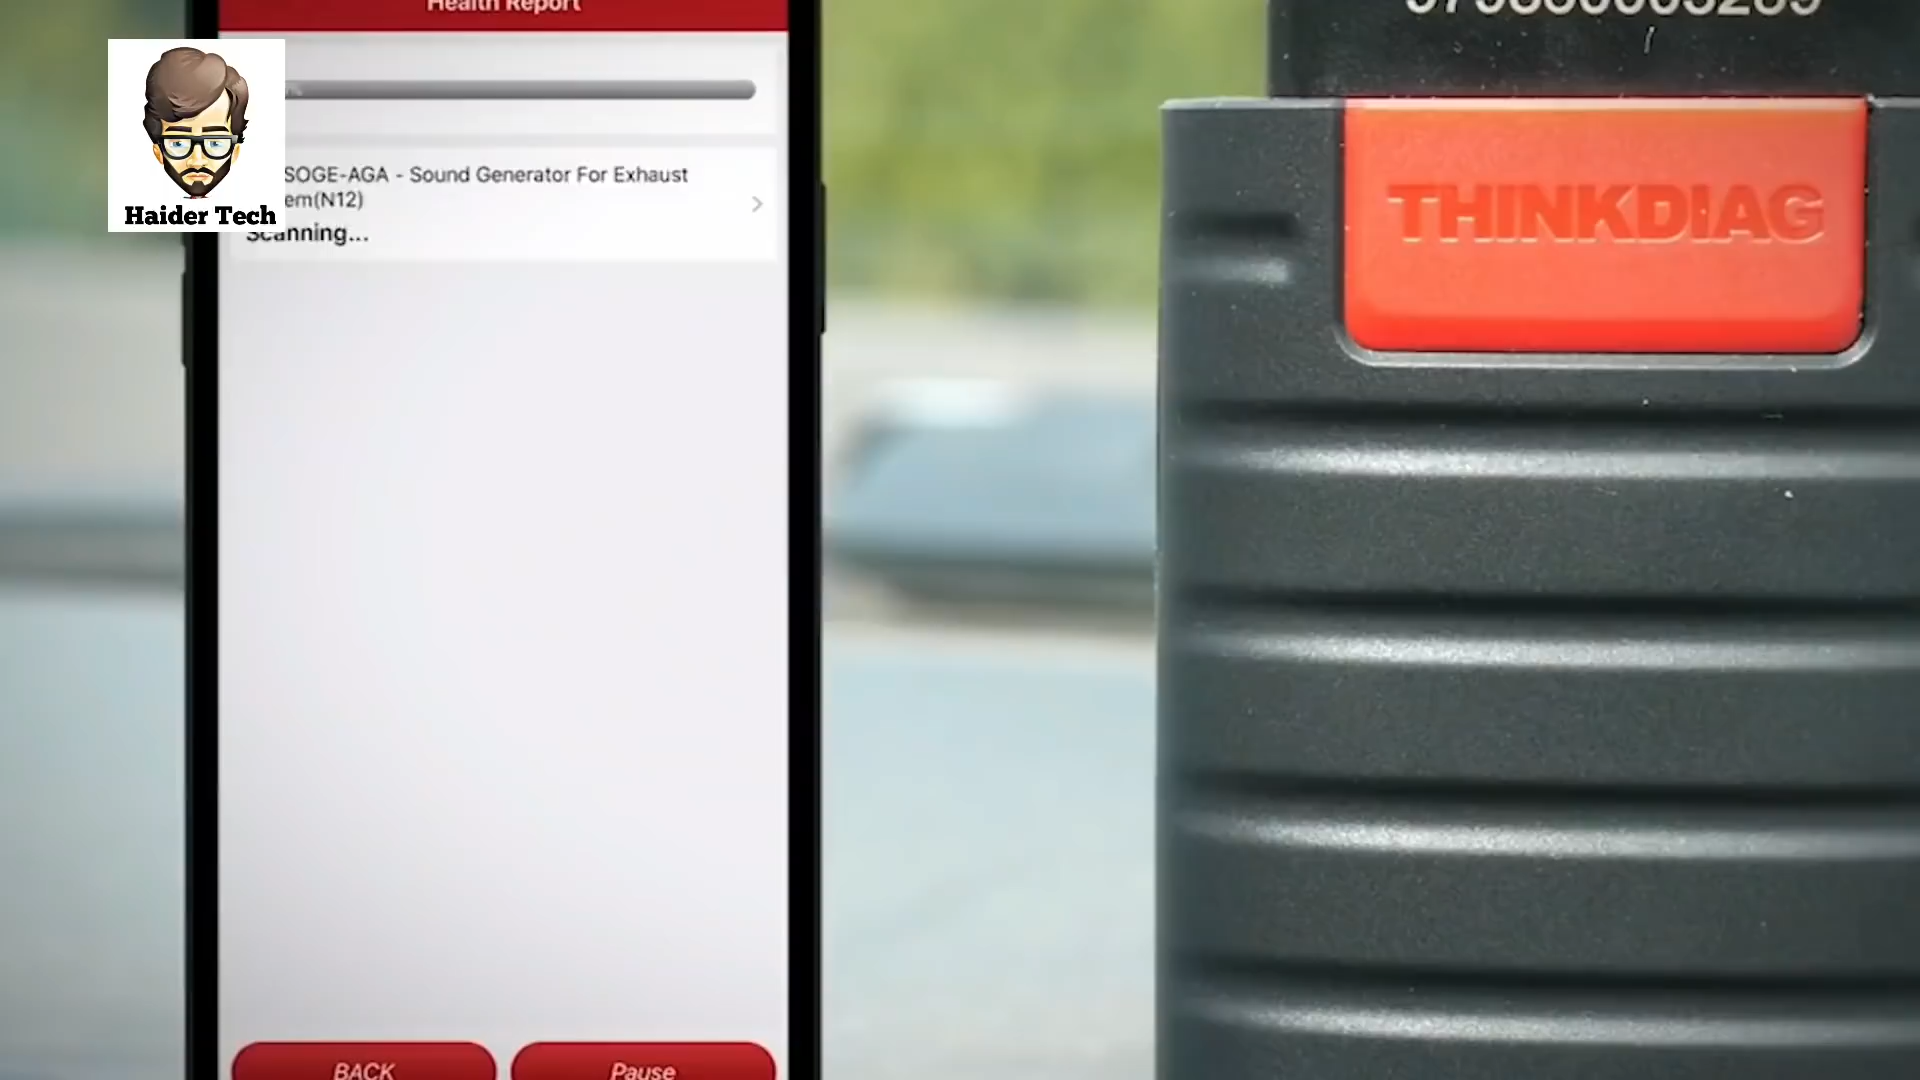 Health Report
Haider Tech
SOGE-AGA - Sound Generator For Exhaust
em(N12)
Scanning...
BACK
Pause
THINKDIAG